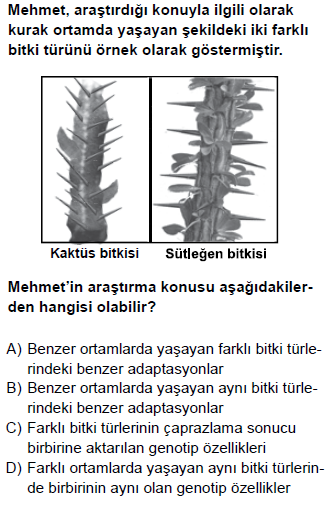 Mehmet, araştırdığı konuyla ilgili olarak
kurak ortamda yaşayan şekildeki iki farklı
bitki türünü örnek olarak göstermiştir.
Kaktüs bitkisi
Sütleğen bitkisi
Mehmet'in araştırma konusu aşağıdakiler-
den hangisi olabilir?
A) Benzer ortamlarda yaşayan farklı bitki türle-
rindeki benzer adaptasyonlar
B) Benzer ortamlarda yaşayan aynı bitki türle-
rindeki benzer adaptasyonlar
C) Farklı bitki türlerinin çaprazlama sonucu
birbirine aktarılan genotip özellikleri
D) Farklı ortamlarda yaşayan aynı bitki türlerin-
de birbirinin aynı olan genotip özellikler